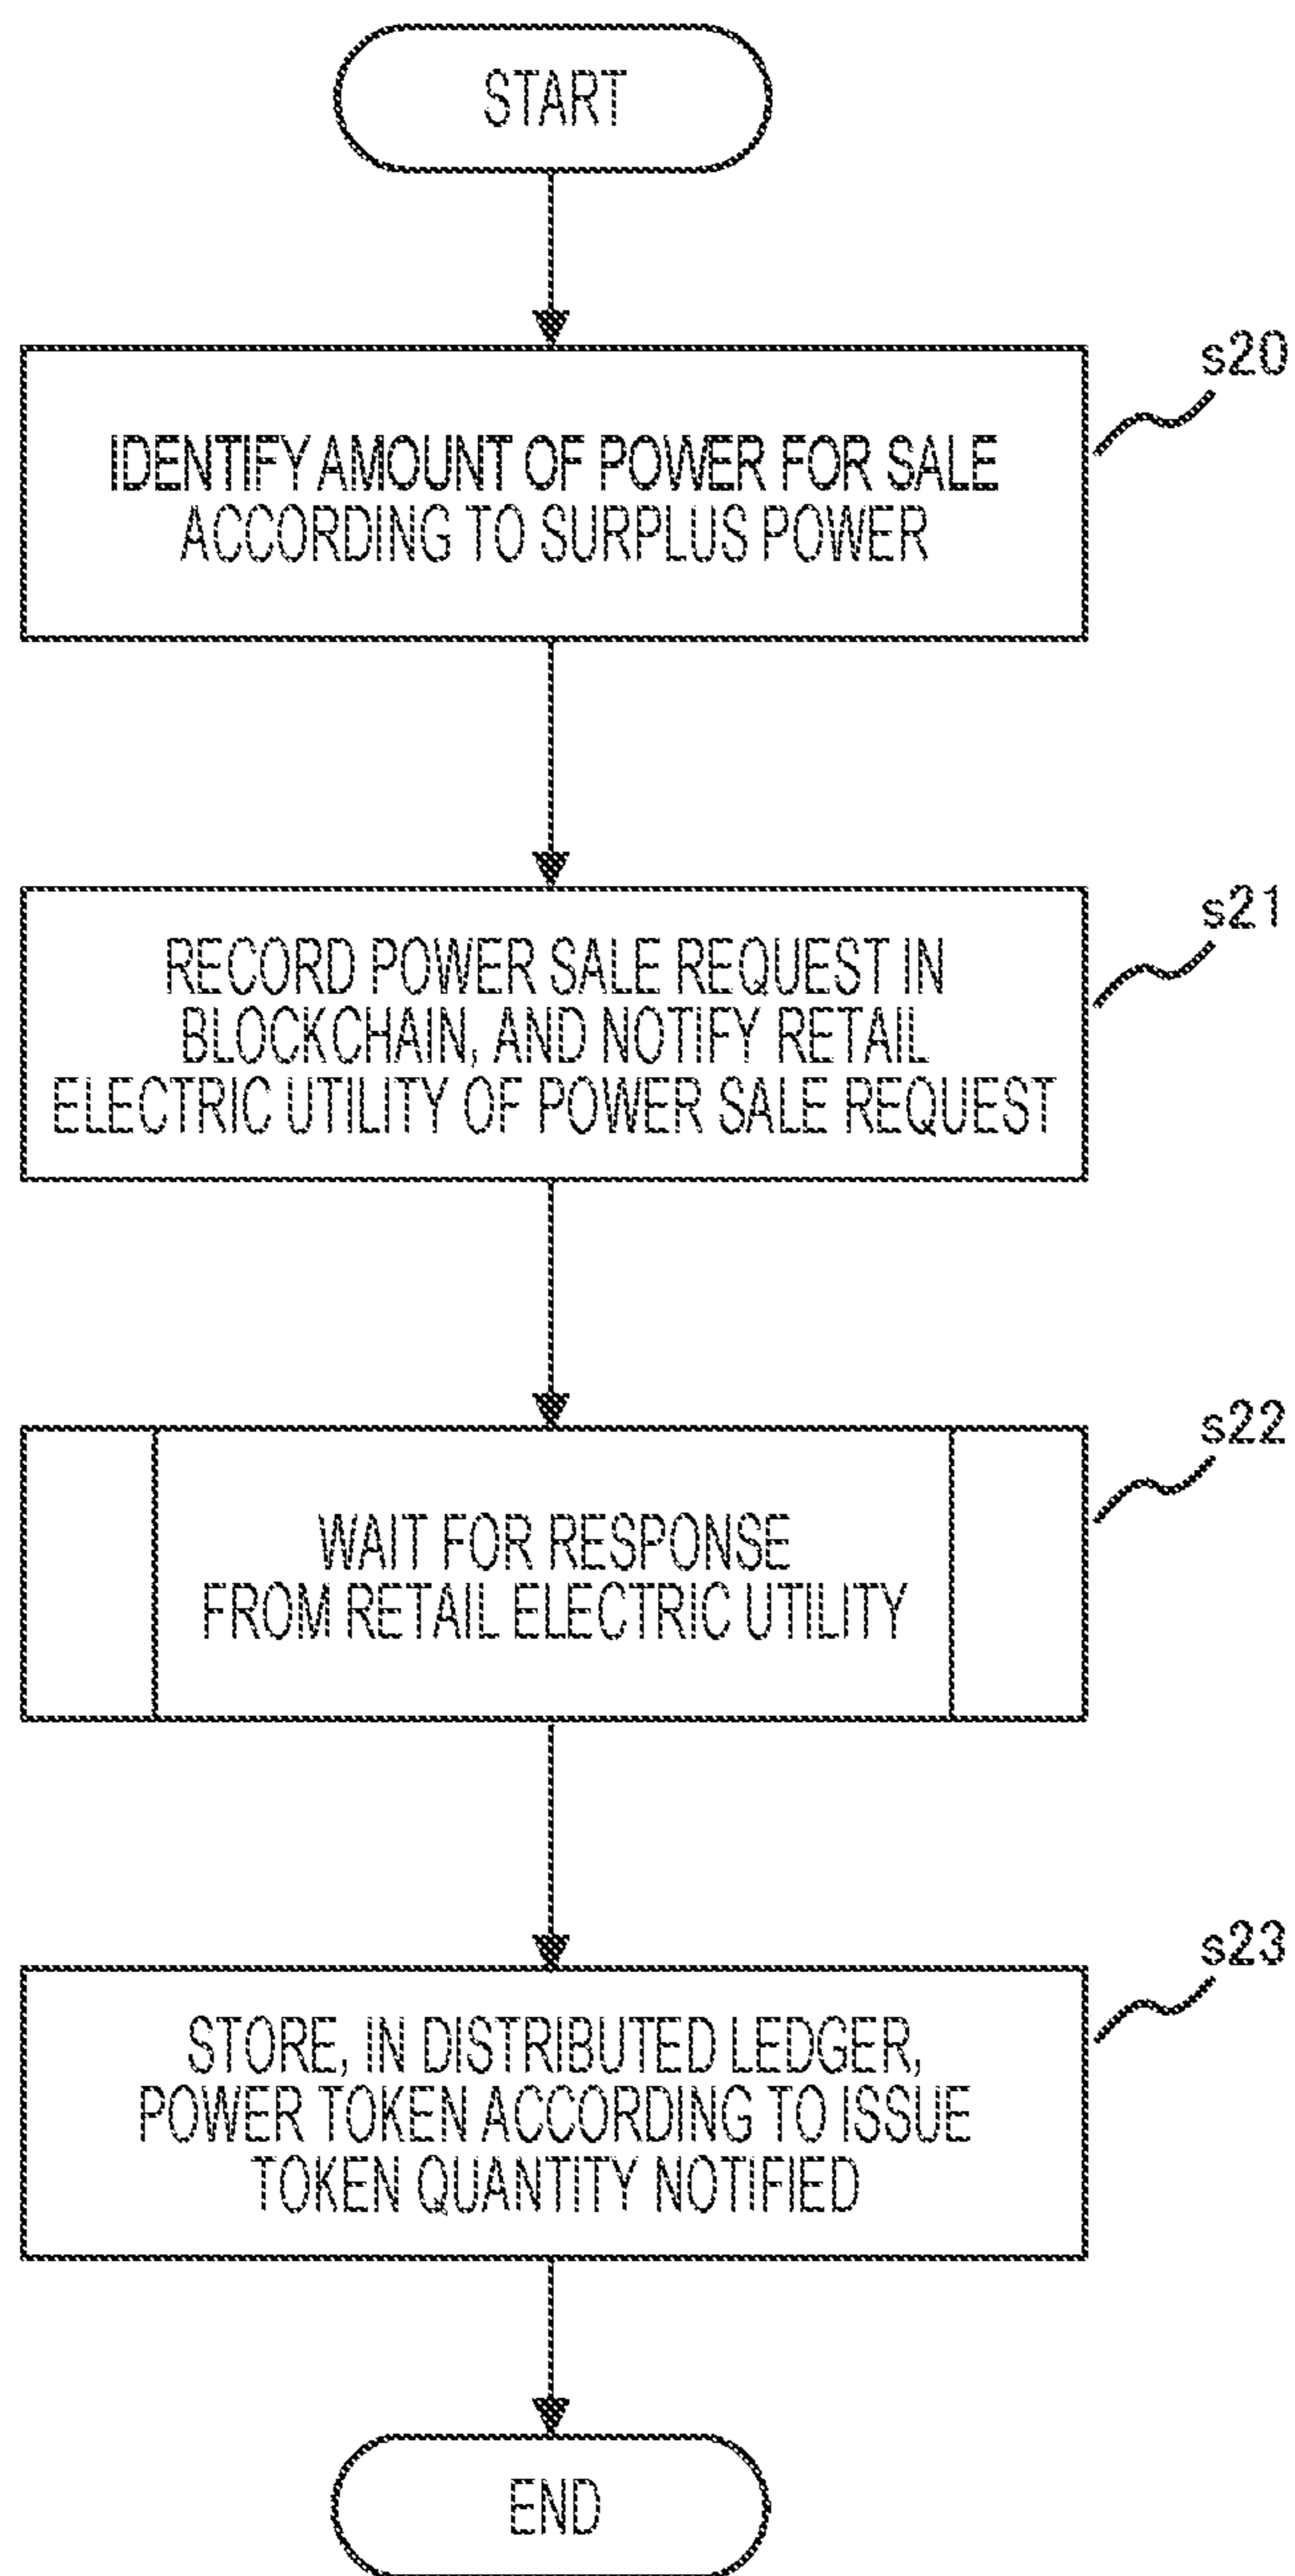 START
s20
IDENTIFY AMOUNT OF POWER FOR SALE
ACCORDING TO SURPLUS POWER
s21
RECORD POWER SALE REQUEST IN
BLOCKCHAIN, AND NOTIFY RETAIL
ELECTRIC UTILITY OF POWER SALE REQUEST
s22
WAIT FOR RESPONSE
FROM RETAIL ELECTRIC UTILITY
s23
STORE, IN DISTRIBUTED LEDGER,
POWER TOKEN ACCORDING TO ISSUE
TOKEN QUANTITY NOTIFIED
END